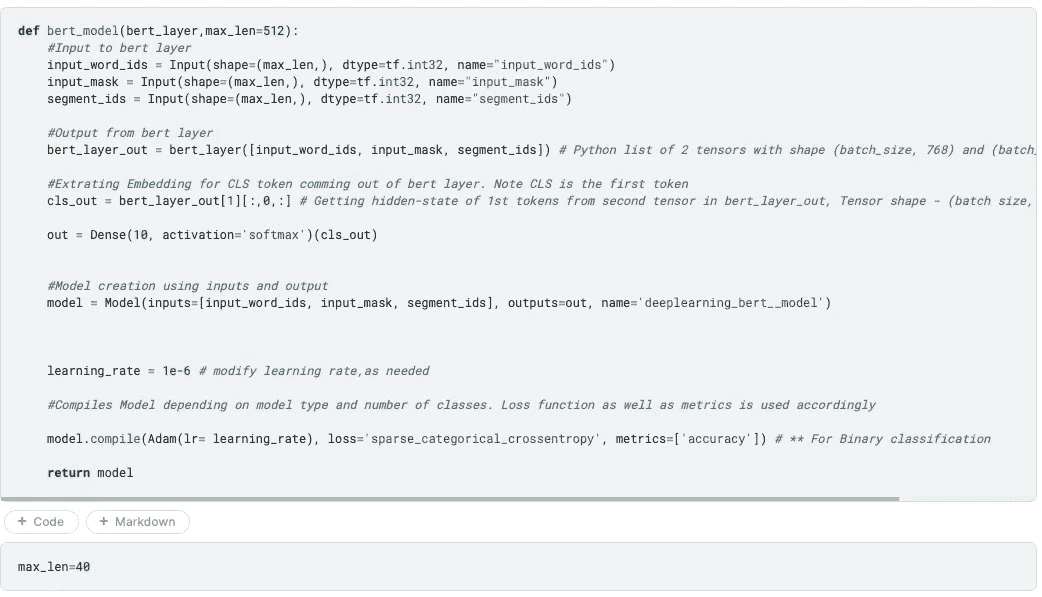 def bert_model(bert_layer,max_len=512):
    #Input to bert layer
    input_word_ids = Input(shape=(max_len,), dtype=tf.int32, name="input_word_ids")
    input_mask = Input(shape=(max_len,), dtype=tf.int32, name="input_mask")
    segment_ids = Input(shape=(max_len,), dtype=tf.int32, name="segment_ids")
    #Output from bert layer
    bert_layer_out = bert_layer([input_word_ids, input_mask, segment_ids]) # Python list of 2 tensors with shape (batch_size, 768) and (batch_
    #Extrating Embedding for CLS token comming out of bert layer. Note CLS is the first token
    cls_out = bert_layer_out[1][:,0,:] # Getting hidden-state of 1st tokens from second tensor in bert_layer_out, Tensor shape - (batch size,
    out = Dense(10, activation='softmax')(cls_out)
    #Model creation using inputs and output
    model = Model(inputs=[input_word_ids, input_mask, segment_ids], outputs=out, name='deeplearning_bert__model')
    learning_rate = 1e-6 # modify learning rate,as needed
    #Compiles Model depending on model type and number of classes. Loss function as well as metrics is used accordingly
    model.compile(Adam(lr= learning_rate), loss='sparse_categorical_crossentropy', metrics=['accuracy']) # ** For Binary classification
    return model
+ Code + Markdown
max_len=40